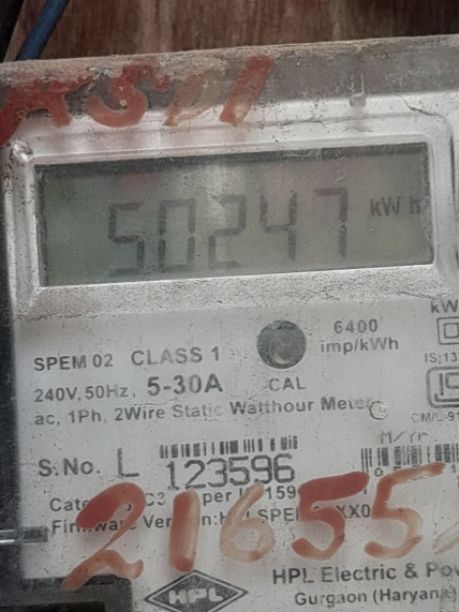 50247 kWh
6400
imp/kWh
SPEM 02 CLASS 1
240V, 50Hz, 5-30A
CAL
ac, 1Ph, 2Wire Static Watthour Meter
M/Yr
S.No. L 123596
21655
HPL
HPL Electric &
Gurgaon (Haryana)